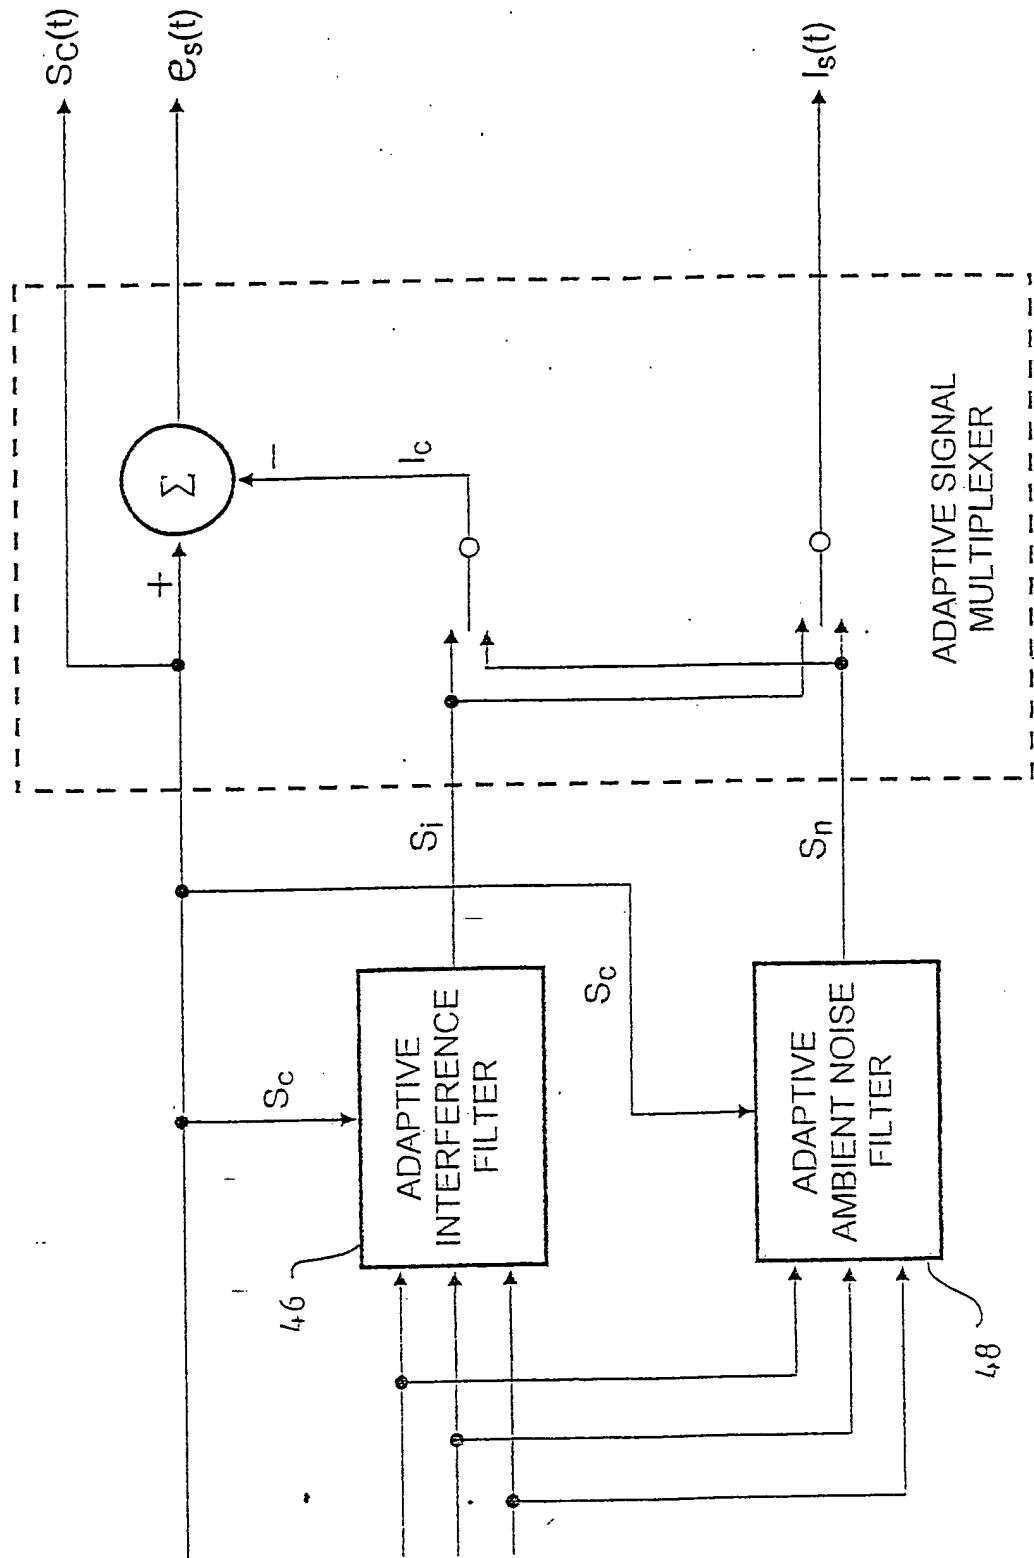 Sc(t)
es(t)
Is(t)
Σ
+
−
Ic
ADAPTIVE SIGNAL
MULTIPLEXER
Si
Sn
Sc
Sc
ADAPTIVE
INTERFERENCE
FILTER
46
ADAPTIVE
AMBIENT NOISE
FILTER
48